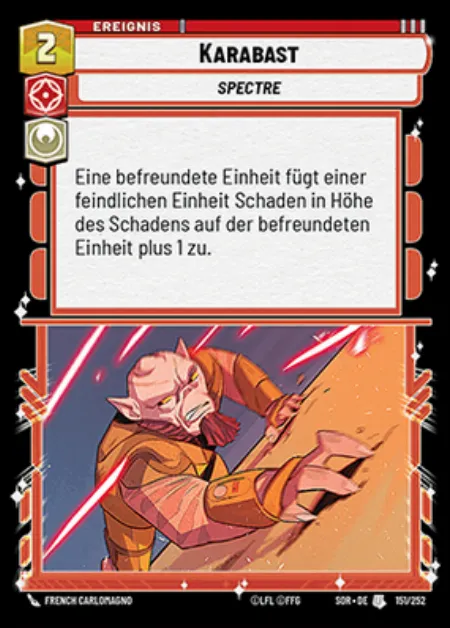 2
EREIGNIS
KARABAST
SPECTRE
Eine befreundete Einheit fügt einer
feindlichen Einheit Schaden in Höhe
des Schadens auf der befreundeten
Einheit plus 1 zu.
FRENCH CARLOMAGNO
©LFL ©FFG
SOR • DE
151/252